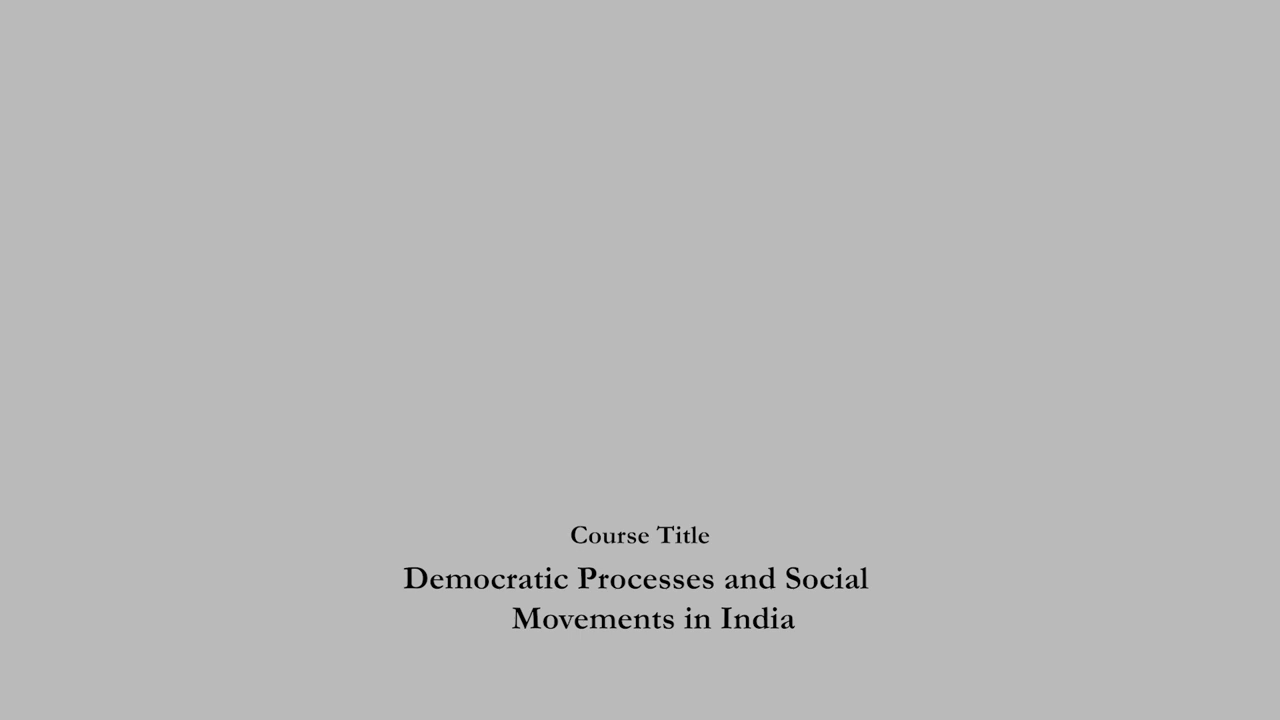 Course Title
Democratic Processes and Social
Movements in India